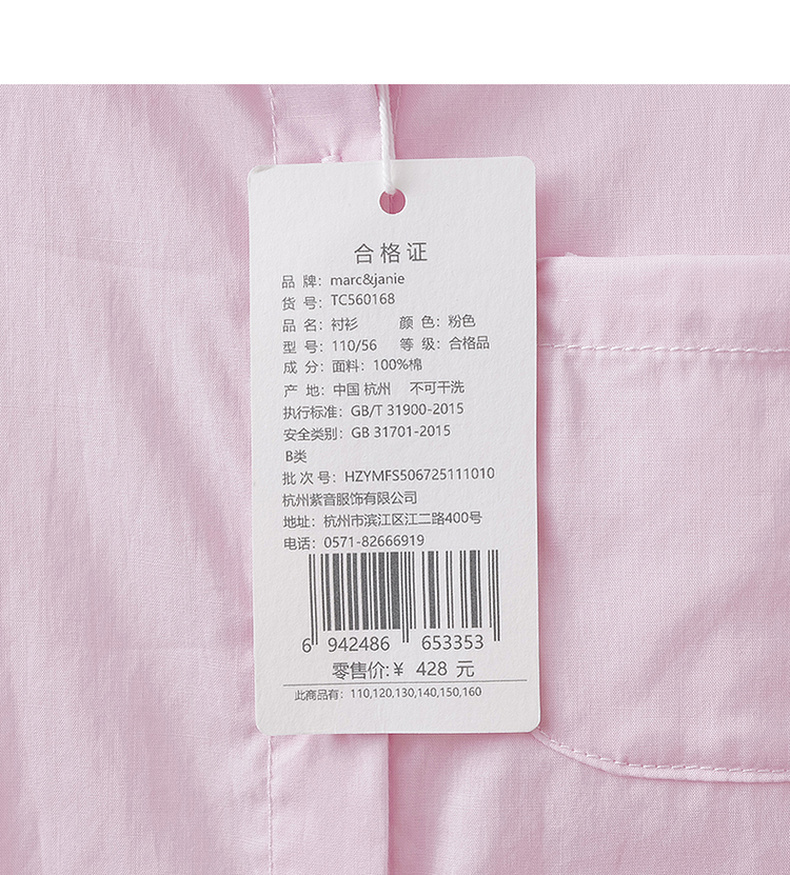 合格证
品 牌：marc&janie
货 号：TC560168
品 名：衬衫 颜 色：粉色
型 号：110/56 等 级：合格品
成 分：面料：100%棉
产 地：中国 杭州 不可干洗
执行标准：GB/T 31900-2015
安全类别：GB 31701-2015
B类
批 次 号：HZYMFS506725111010
杭州紫音服饰有限公司
地址：杭州市滨江区江二路400号
电话：0571-82666919
6 942486 653353
零售价:¥ 428 元
此商品有：110,120,130,140,150,160